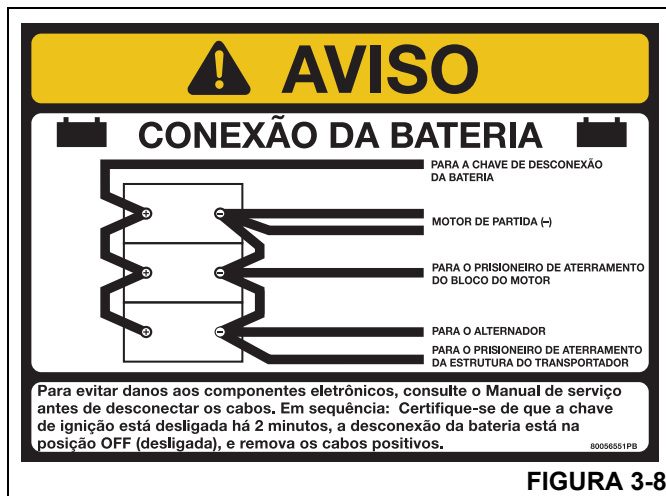 AVISO
CONEXÃO DA BATERIA
PARA A CHAVE DE DESCONEXÃO
DA BATERIA
MOTOR DE PARTIDA (–)
PARA O PRISIONEIRO DE ATERRAMENTO
DO BLOCO DO MOTOR
PARA O ALTERNADOR
PARA O PRISIONEIRO DE ATERRAMENTO
DA ESTRUTURA DO TRANSPORTADOR
Para evitar danos aos componentes eletrônicos, consulte o Manual de serviço
antes de desconectar os cabos. Em sequência: Certifique-se de que a chave
de ignição está desligada há 2 minutos, a desconexão da bateria está na
posição OFF (desligada), e remova os cabos positivos.
80056551PB
FIGURA 3-8